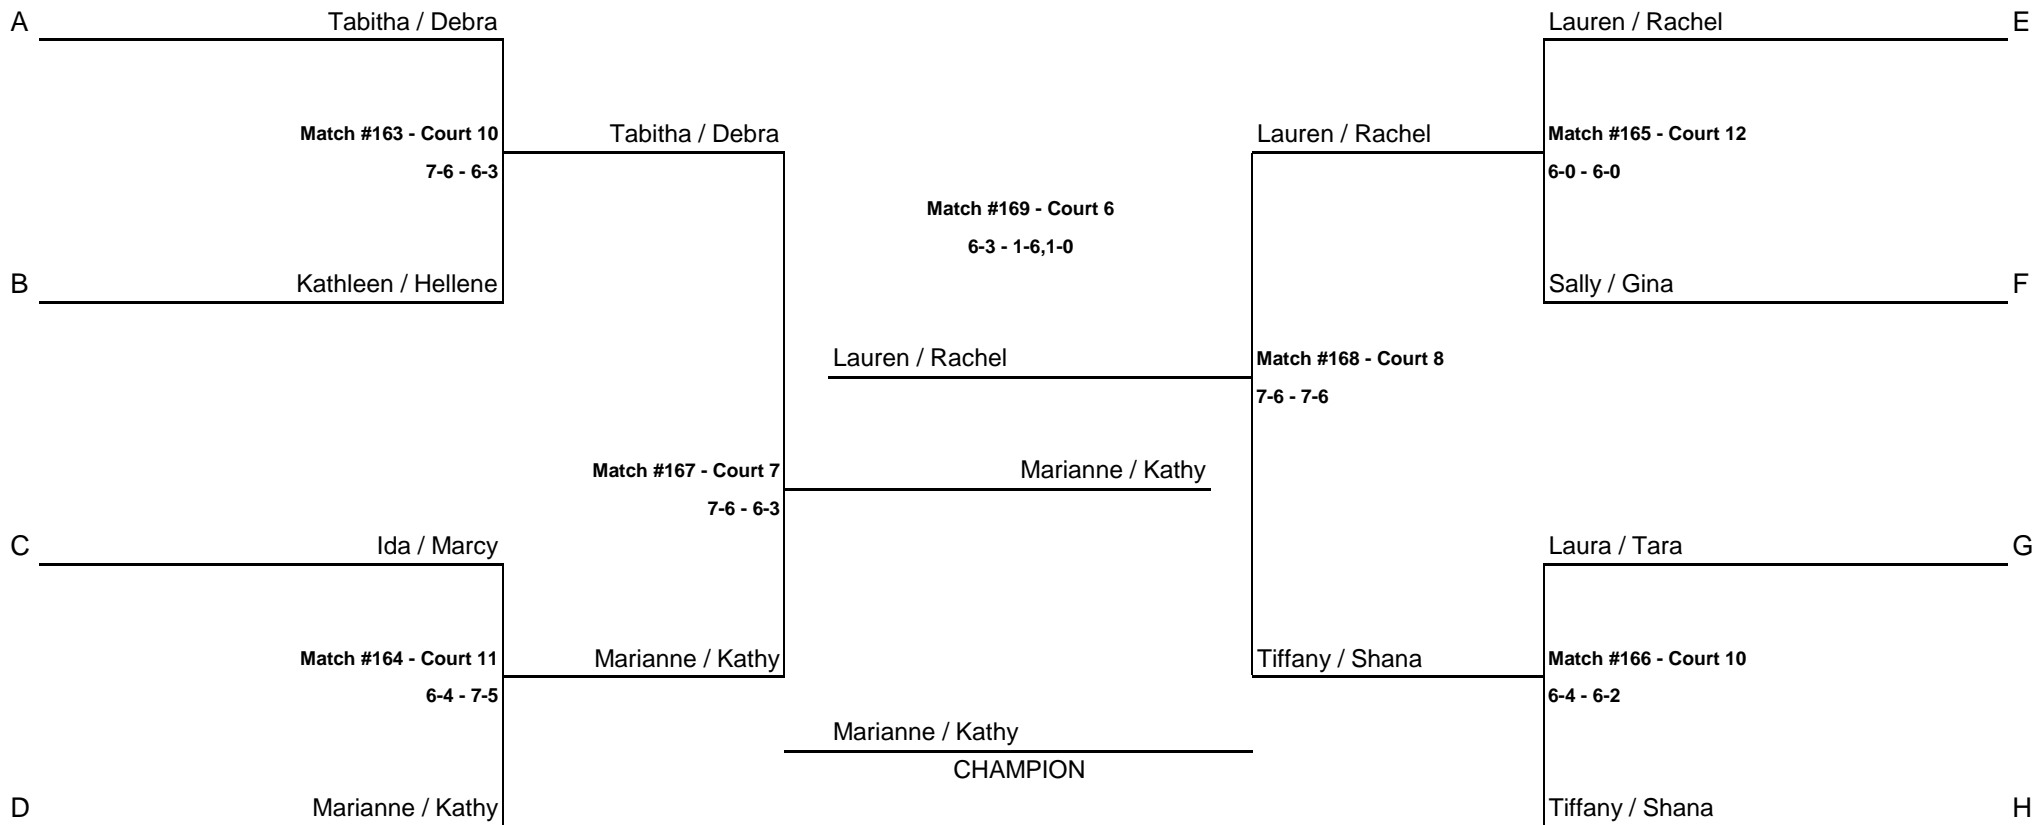 A
Tabitha / Debra
Lauren / Rachel
E
Match #163 - Court 10
Tabitha / Debra
Lauren / Rachel
Match #165 - Court 12
7-6 - 6-3
6-0 - 6-0
Match #169 - Court 6
6-3 - 1-6,1-0
B
Kathleen / Hellene
Sally / Gina
F
Lauren / Rachel
Match #168 - Court 8
7-6 - 7-6
Match #167 - Court 7
Marianne / Kathy
7-6 - 6-3
C
Ida / Marcy
Laura / Tara
G
Match #164 - Court 11
Marianne / Kathy
Tiffany / Shana
Match #166 - Court 10
6-4 - 7-5
6-4 - 6-2
Marianne / Kathy
CHAMPION
D
Marianne / Kathy
Tiffany / Shana
H